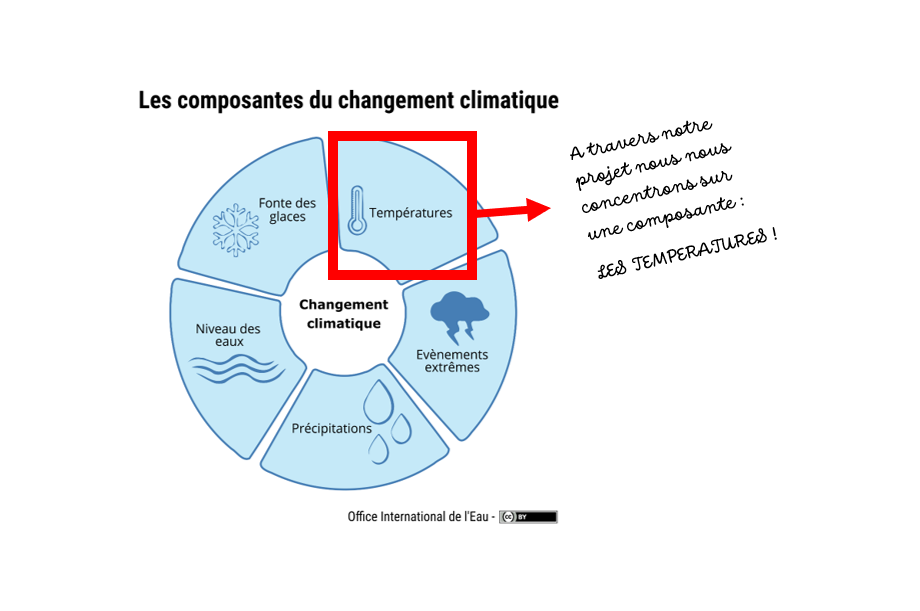 Les composantes du changement climatique
A travers notre
projet nous nous
concentrons sur
une composante :
LES TEMPERATURES !
Fonte des
glaces
Températures
Changement
climatique
Niveau des
eaux
Evènements
extrêmes
Précipitations
Office International de l'Eau - cc BY